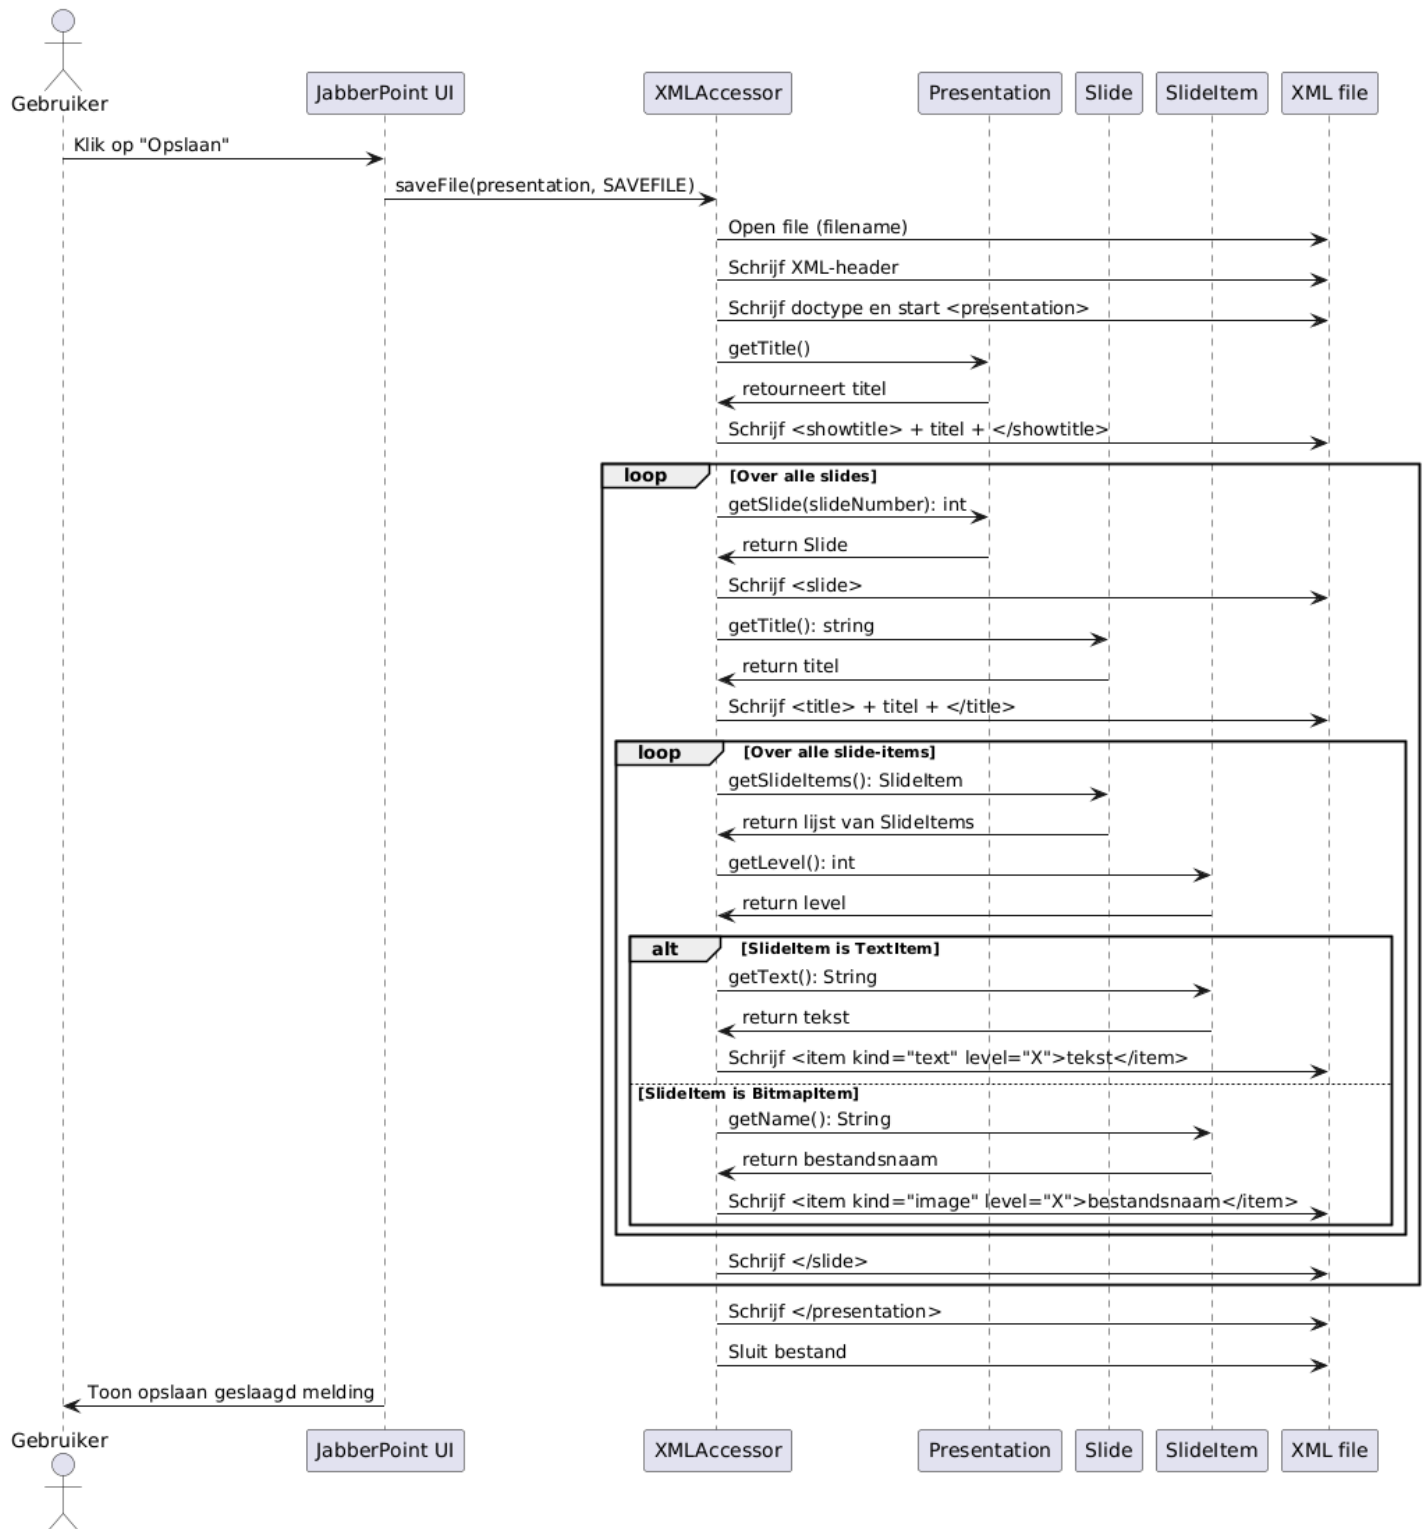 Gebruiker
JabberPoint UI
XMLAccessor
Presentation
Slide
SlideItem
XML file
Klik op "Opslaan"
saveFile(presentation, SAVEFILE)
Open file (filename)
Schrijf XML-header
Schrijf doctype en start <presentation>
getTitle()
retourneert titel
Schrijf <showtitle> + titel + </showtitle>
loop
[Over alle slides]
getSlide(slideNumber): int
return Slide
Schrijf <slide>
getTitle(): string
return titel
Schrijf <title> + titel + </title>
loop
[Over alle slide-items]
getSlideItems(): SlideItem
return lijst van SlideItems
getLevel(): int
return level
alt
[SlideItem is TextItem]
getText(): String
return tekst
Schrijf <item kind="text" level="X">tekst</item>
[SlideItem is BitmapItem]
getName(): String
return bestandsnaam
Schrijf <item kind="image" level="X">bestandsnaam</item>
Schrijf </slide>
Schrijf </presentation>
Sluit bestand
Toon opslaan geslaagd melding
Gebruiker
JabberPoint UI
XMLAccessor
Presentation
Slide
SlideItem
XML file